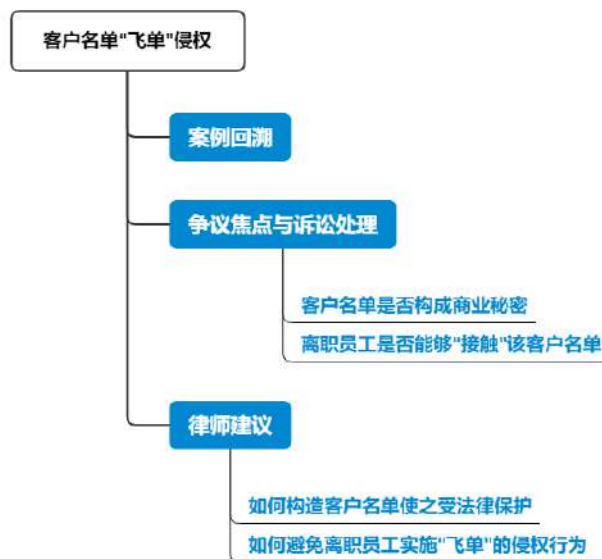 客户名单"飞单"侵权
案例回溯
争议焦点与诉讼处理
客户名单是否构成商业秘密
离职员工是否能够"接触"该客户名单
律师建议
如何构造客户名单使之受法律保护
如何避免离职员工实施"飞单"的侵权行为